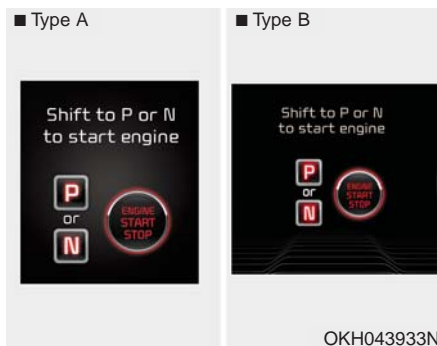 ■ Type A
Shift to P or N
to start engine
P
or
N
ENGINE
START
STOP
■ Type B
Shift to P or N
to start engine
P
or
N
ENGINE
START
STOP
OKH043933N